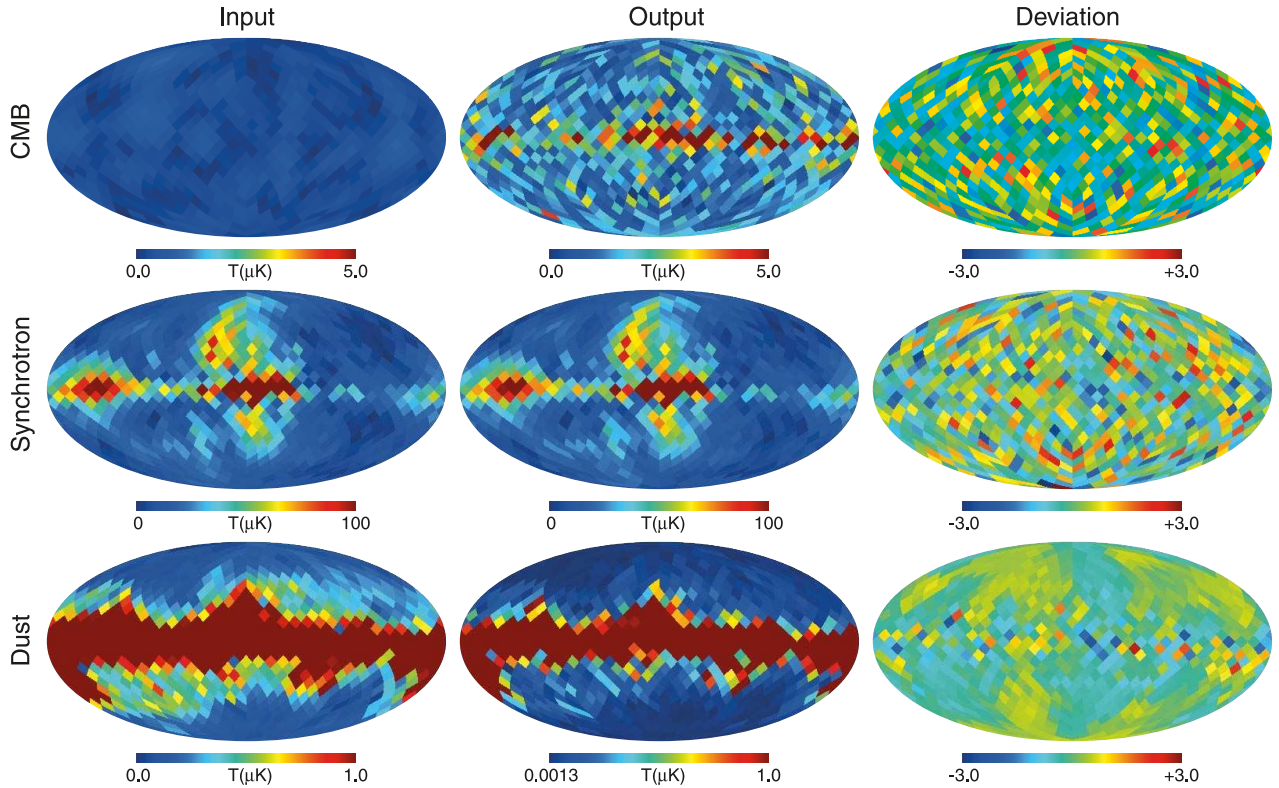 Input Output Deviation
CMB
0.0 T(μK) 5.0
0.0 T(μK) 5.0
-3.0 +3.0
Synchrotron
0 T(μK) 100
0 T(μK) 100
-3.0 +3.0
Dust
0.0 T(μK) 1.0
0.0013 T(μK) 1.0
-3.0 +3.0